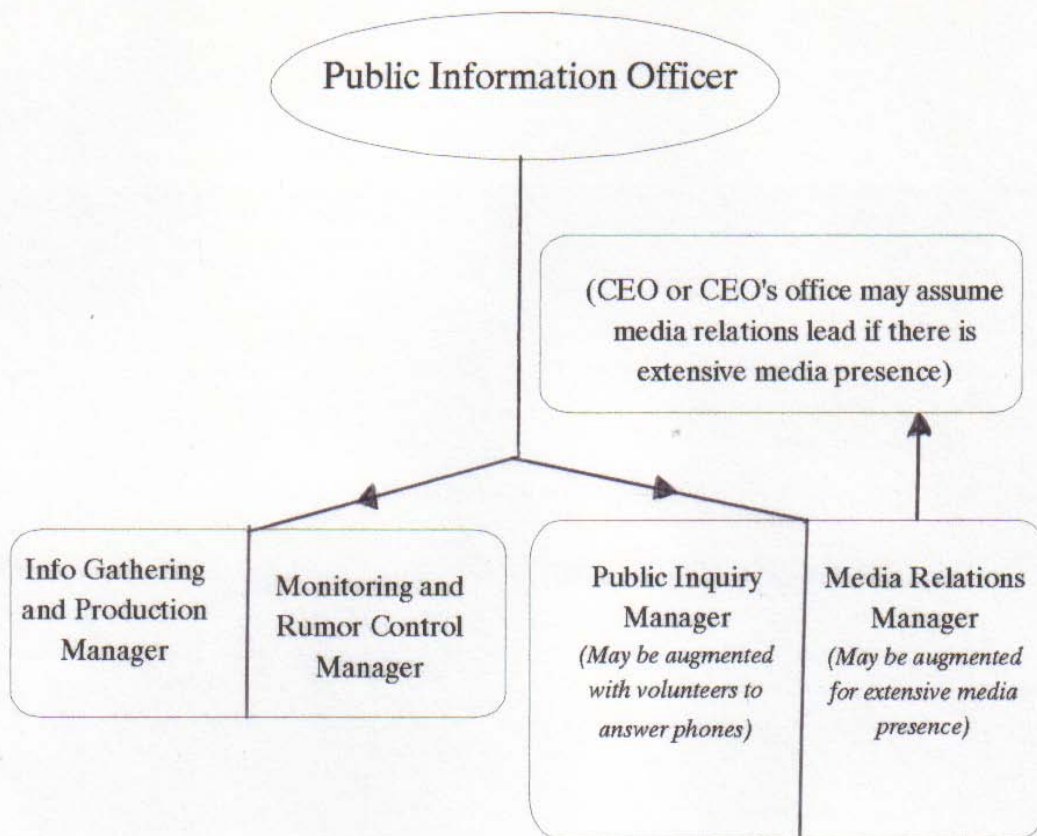 Public Information Officer
(CEO or CEO's office may assume
media relations lead if there is
extensive media presence)
Info Gathering
and Production
Manager
Monitoring and
Rumor Control
Manager
Public Inquiry
Manager
(May be augmented
with volunteers to
answer phones)
Media Relations
Manager
(May be augmented
for extensive media
presence)